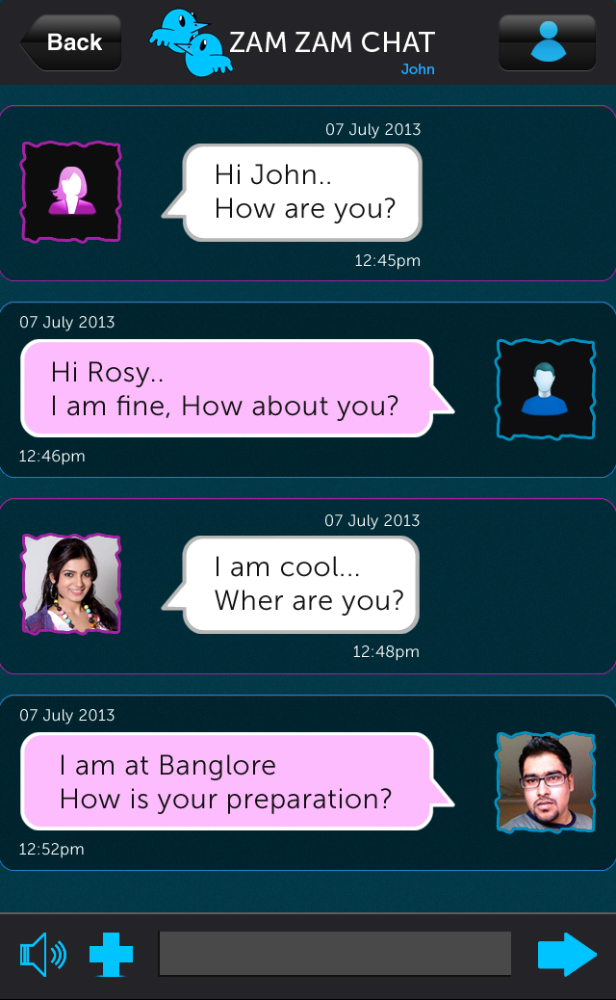 Back
ZAM ZAM CHAT
John
07 July 2013
Hi John..
How are you?
12:45pm
07 July 2013
Hi Rosy..
I am fine, How about you?
12:46pm
07 July 2013
I am cool...
Wher are you?
12:48pm
07 July 2013
I am at Banglore
How is your preparation?
12:52pm